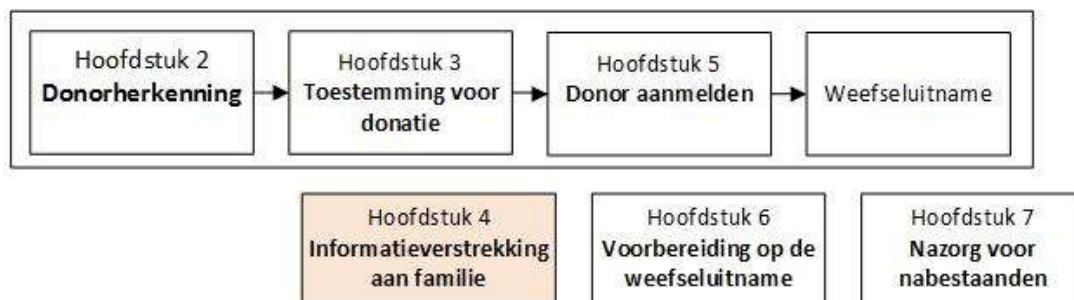 Hoofdstuk 2
Donorherkenning
Hoofdstuk 3
Toestemming voor
donatie
Hoofdstuk 5
Donor aanmelden
Weefseluitname
Hoofdstuk 4
Informatieverstrekking
aan familie
Hoofdstuk 6
Voorbereiding op de
weefseluitname
Hoofdstuk 7
Nazorg voor
nabestaanden